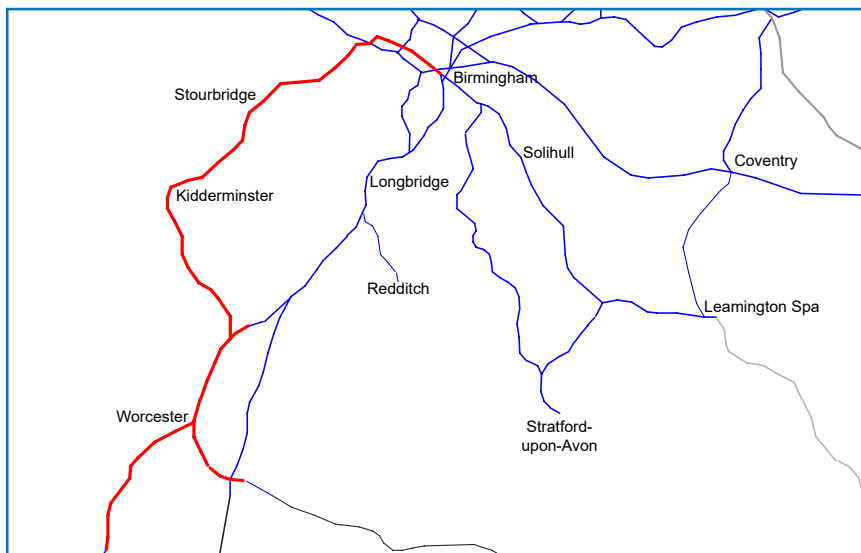 Birmingham
Stourbridge
Solihull
Coventry
Longbridge
Kidderminster
Redditch
Leamington Spa
Worcester
Stratford-
upon-Avon